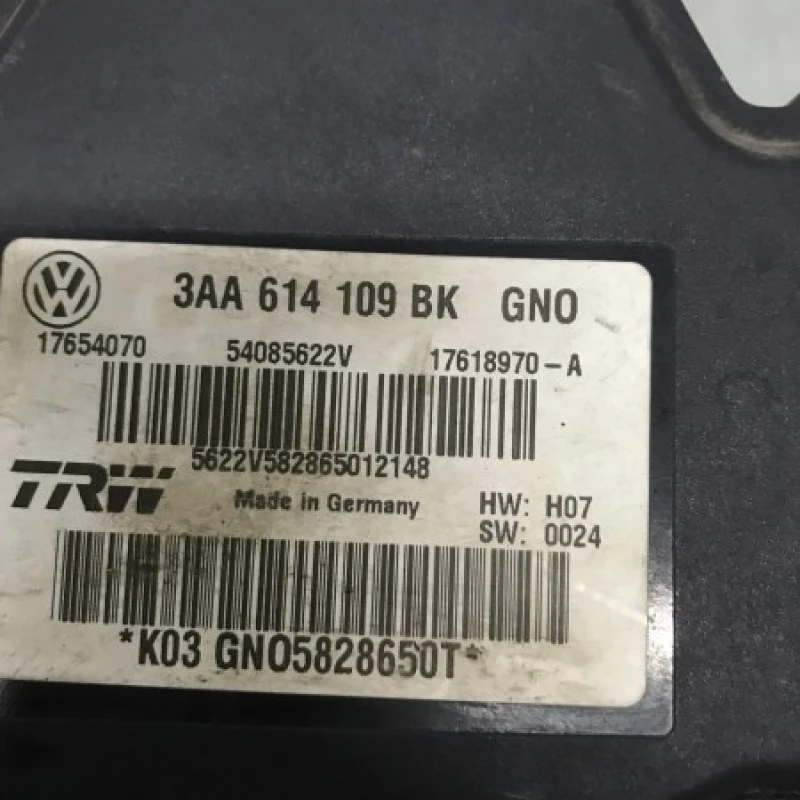 3AA 614 109 BK GNO
17654070 54085622V 17618970-A
5622V582865012148
TRW Made in Germany HW: H07
SW: 0024
*K03 GNO5828650T*